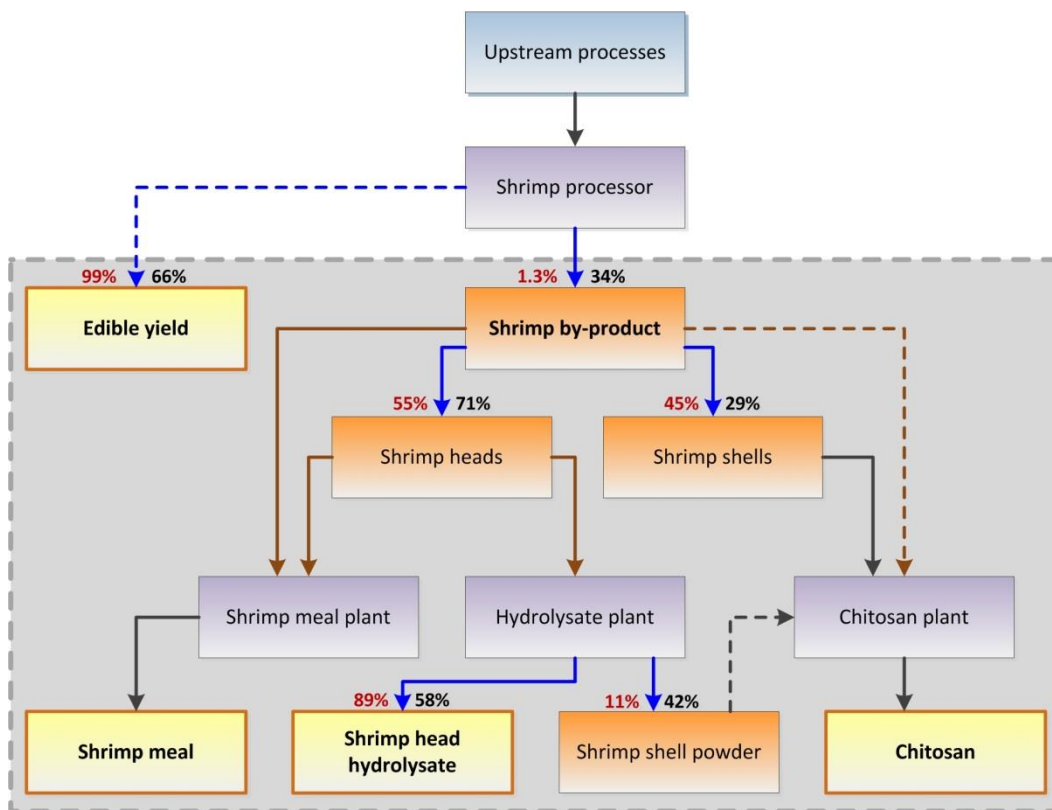 Upstream processes
Shrimp processor
99% 66%
1.3% 34%
Edible yield
Shrimp by-product
55% 71%
45% 29%
Shrimp heads
Shrimp shells
Shrimp meal plant
Hydrolysate plant
Chitosan plant
89% 58%
11% 42%
Shrimp meal
Shrimp head
hydrolysate
Shrimp shell powder
Chitosan